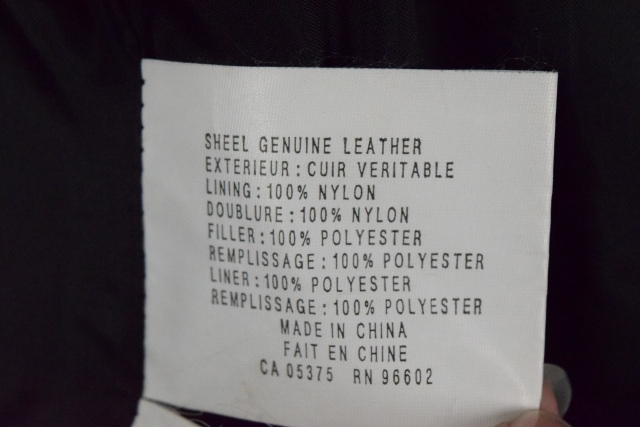 SHEEL GENUINE LEATHER
EXTERIEUR: CUIR VERITABLE
LINING: 100% NYLON
DOUBLURE: 100% NYLON
FILLER: 100% POLYESTER
REMPLISSAGE: 100% POLYESTER
LINER: 100% POLYESTER
REMPLISSAGE: 100% POLYESTER
MADE IN CHINA
FAIT EN CHINE
CA 05375 RN 96602